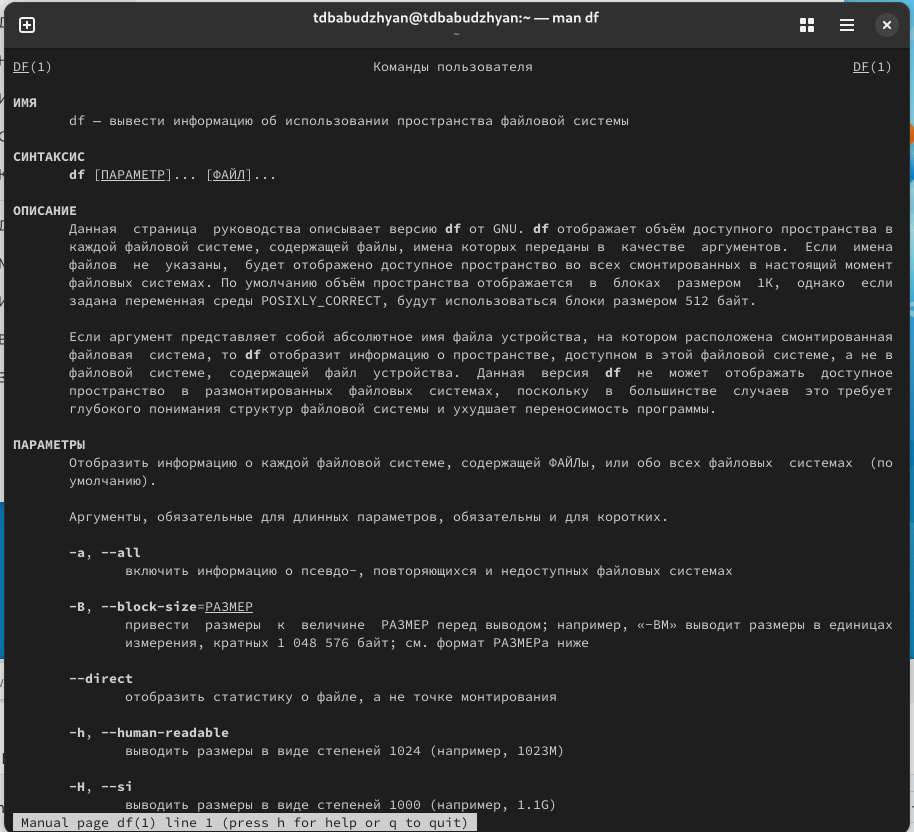 tdbabudzhyan@tdbabudzhyan:~ — man df
~
DF(1) Команды пользователя DF(1)
ИМЯ
df — вывести информацию об использовании пространства файловой системы
СИНТАКСИС
df [ПАРАМЕТР]... [ФАЙЛ]...
ОПИСАНИЕ
Данная страница руководства описывает версию df от GNU. df отображает объём доступного пространства в
каждой файловой системе, содержащей файлы, имена которых переданы в качестве аргументов. Если имена
файлов не указаны, будет отображено доступное пространство во всех смонтированных в настоящий момент
файловых системах. По умолчанию объём пространства отображается в блоках размером 1K, однако если
задана переменная среды POSIXLY_CORRECT, будут использоваться блоки размером 512 байт.
Если аргумент представляет собой абсолютное имя файла устройства, на котором расположена смонтированная
файловая система, то df отобразит информацию о пространстве, доступном в этой файловой системе, а не в
файловой системе, содержащей файл устройства. Данная версия df не может отображать доступное
пространство в размонтированных файловых системах, поскольку в большинстве случаев это требует
глубокого понимания структур файловой системы и ухудшает переносимость программы.
ПАРАМЕТРЫ
Отобразить информацию о каждой файловой системе, содержащей ФАЙЛы, или обо всех файловых системах (по
умолчанию).
Аргументы, обязательные для длинных параметров, обязательны и для коротких.
-a, --all
включить информацию о псевдо-, повторяющихся и недоступных файловых системах
-B, --block-size=РАЗМЕР
привести размеры к величине РАЗМЕР перед выводом; например, «-BM» выводит размеры в единицах
измерения, кратных 1 048 576 байт; см. формат РАЗМЕРа ниже
--direct
отобразить статистику о файле, а не точке монтирования
-h, --human-readable
выводить размеры в виде степеней 1024 (например, 1023M)
-H, --si
выводить размеры в виде степеней 1000 (например, 1.1G)
Manual page df(1) line 1 (press h for help or q to quit)